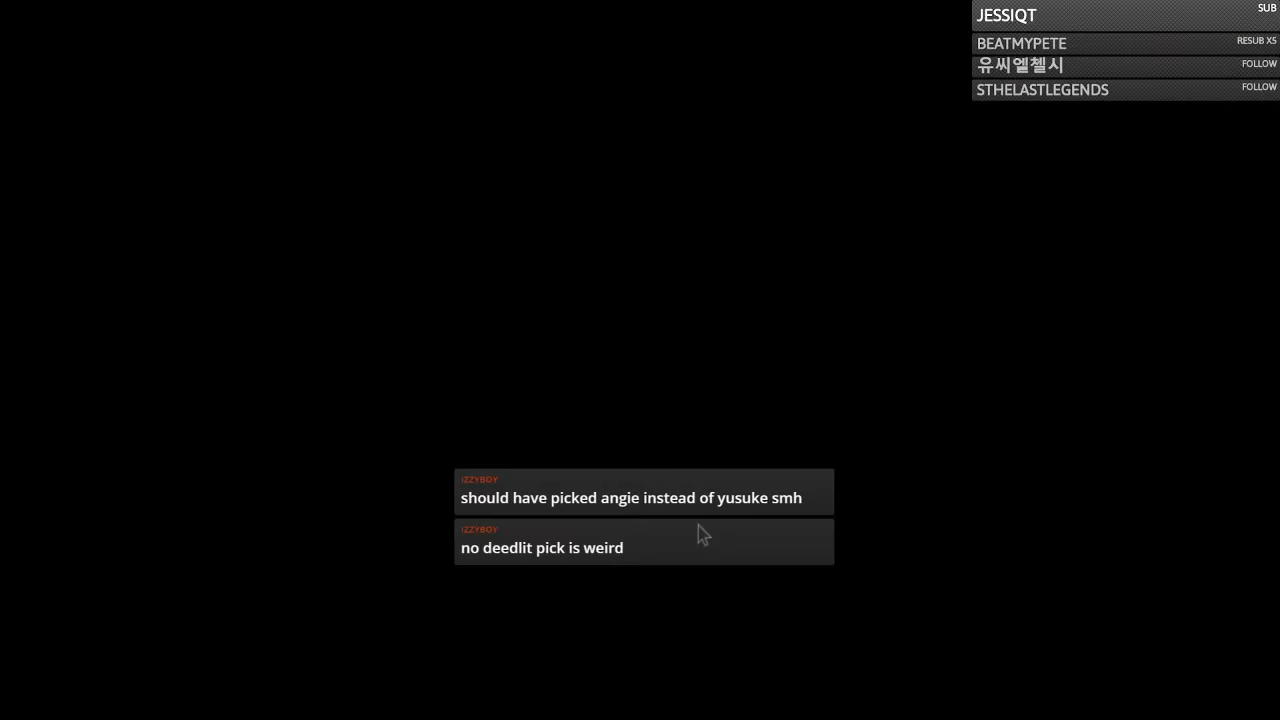 JESSIQT SUB
BEATMYPETE RESUB X5
유씨엘첼시 FOLLOW
STHELASTLEGENDS FOLLOW
IZZYBOY
should have picked angie instead of yusuke smh
IZZYBOY
no deedlit pick is weird